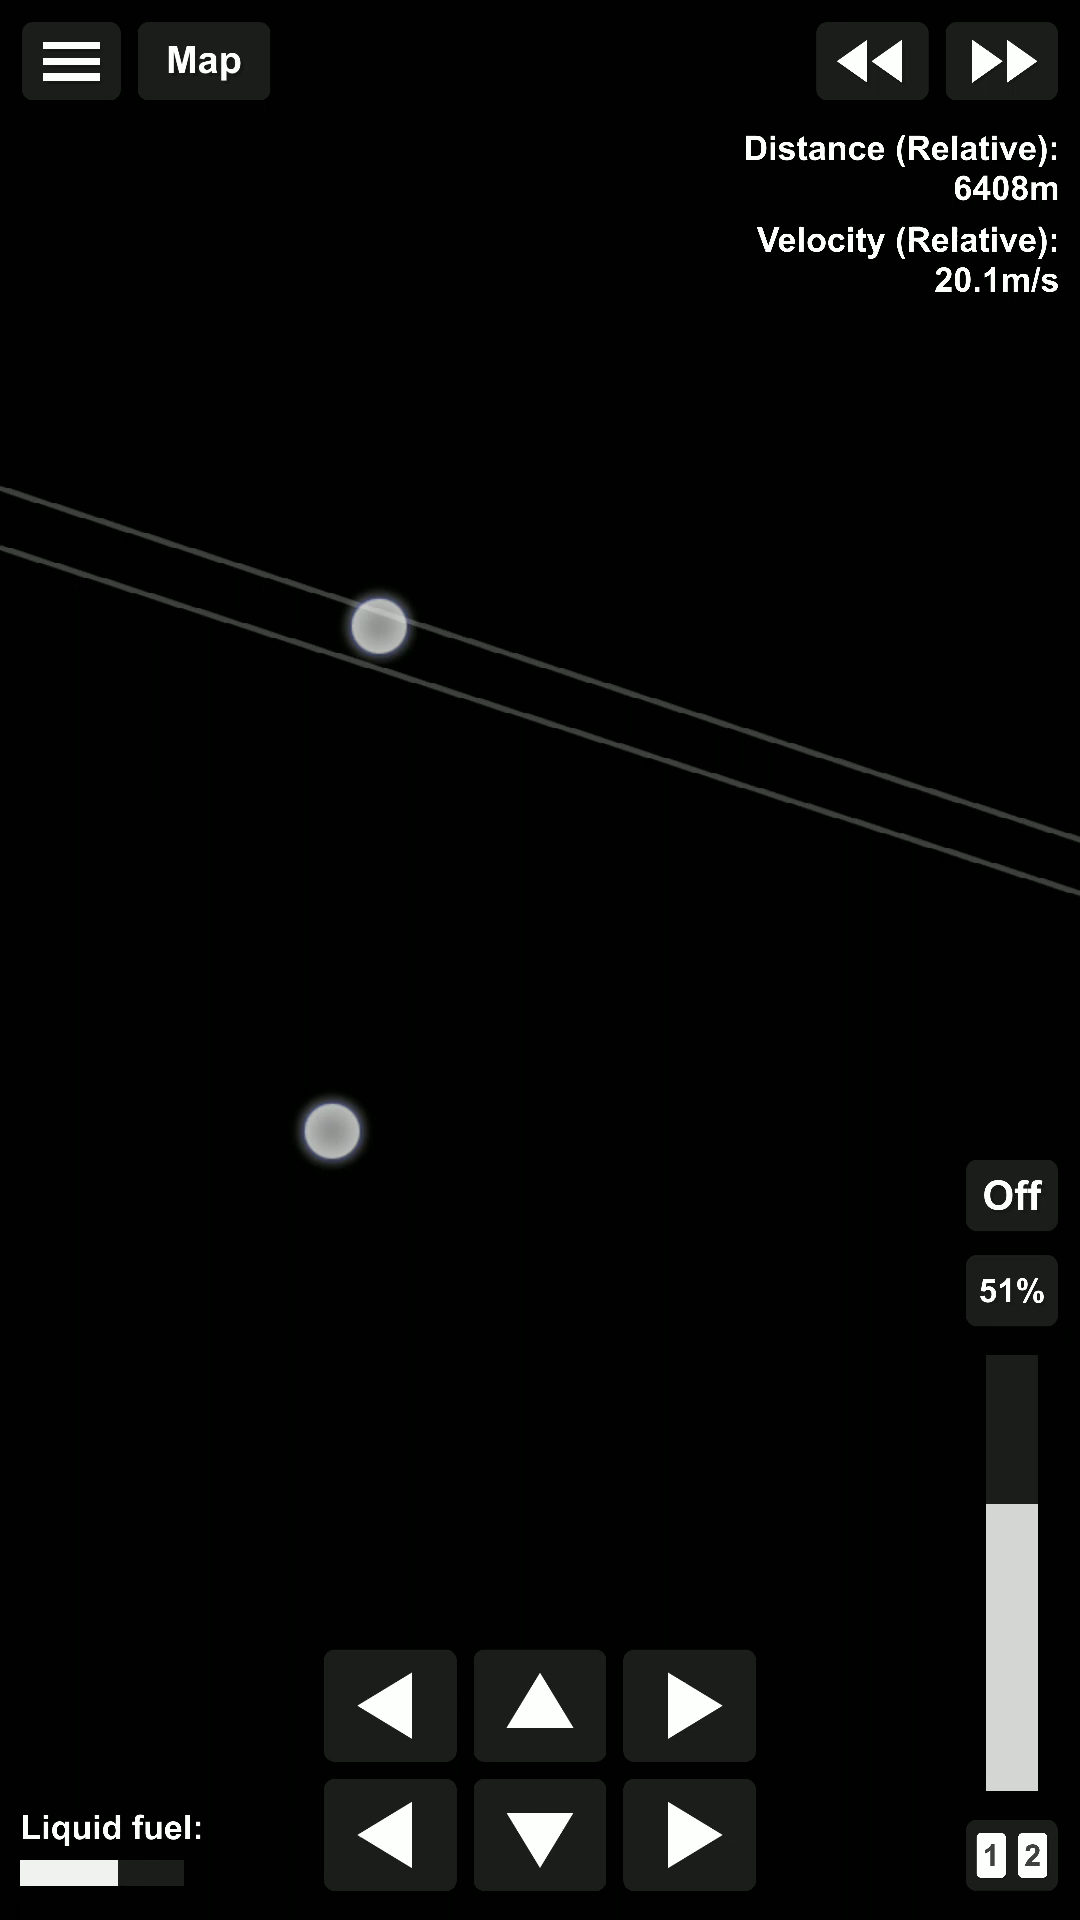 Map
Distance (Relative):
6408m
Velocity (Relative):
20.1m/s
Off
51%
Liquid fuel:
1 2